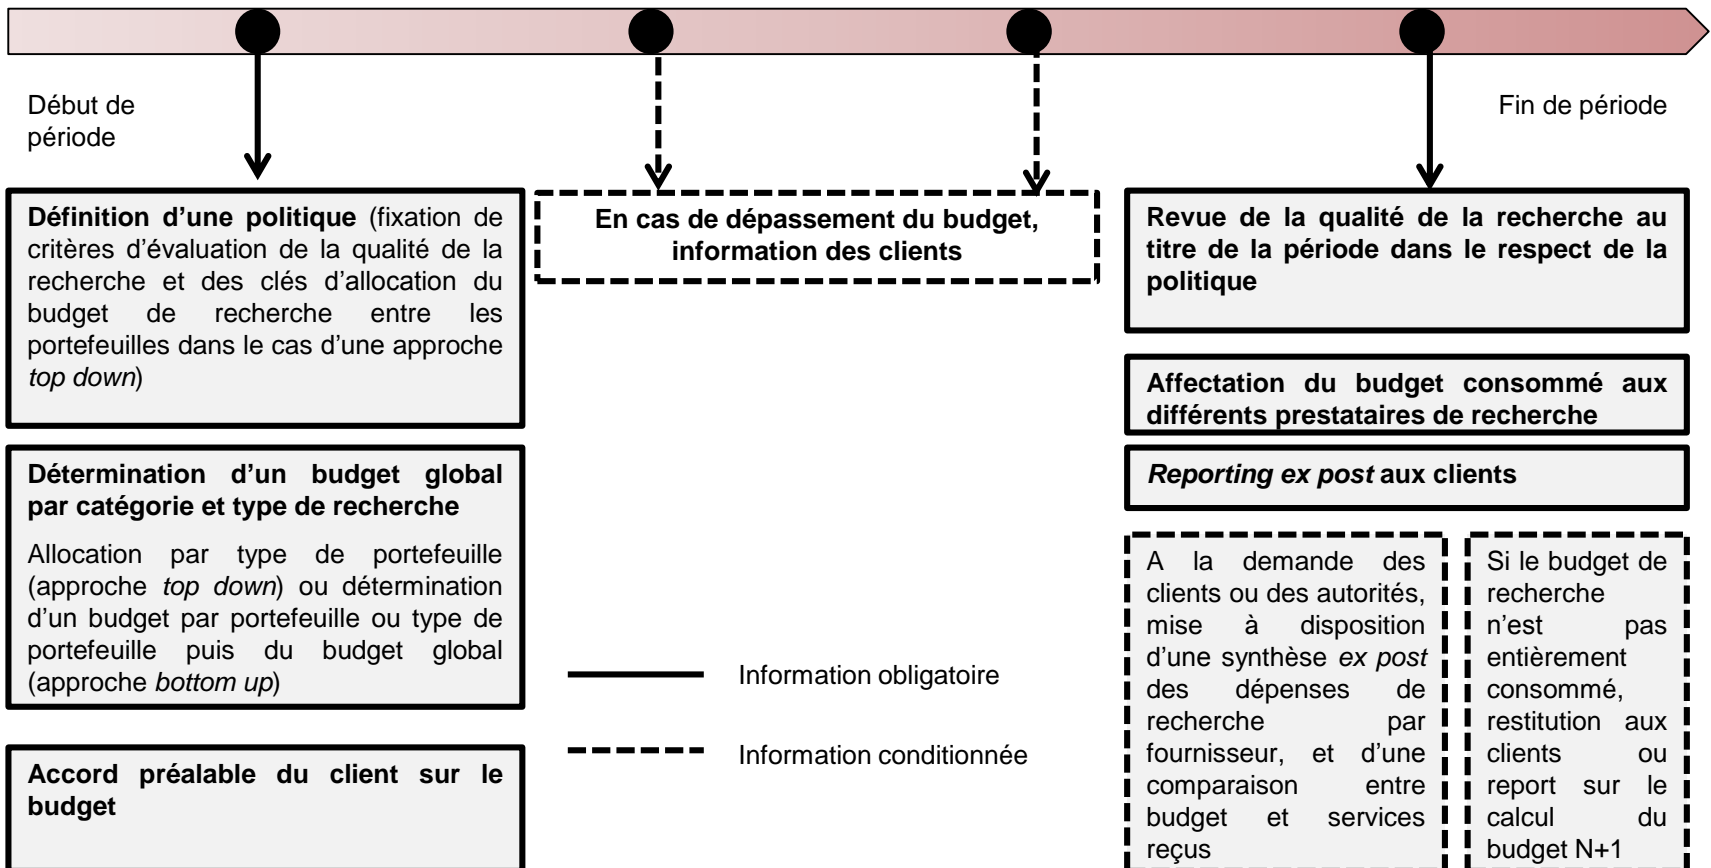 Début de
période
Fin de période
Définition d’une politique (fixation de
critères d’évaluation de la qualité de la
recherche et des clés d’allocation du
budget de recherche entre les
portefeuilles dans le cas d’une approche
top down)
Détermination d’un budget global
par catégorie et type de recherche
Allocation par type de portefeuille
(approche top down) ou détermination
d’un budget par portefeuille ou type de
portefeuille puis du budget global
(approche bottom up)
Accord préalable du client sur le
budget
En cas de dépassement du budget,
information des clients
Information obligatoire
Information conditionnée
Revue de la qualité de la recherche au
titre de la période dans le respect de la
politique
Affectation du budget consommé aux
différents prestataires de recherche
Reporting ex post aux clients
A la demande des
clients ou des autorités,
mise à disposition
d’une synthèse ex post
des dépenses de
recherche par
fournisseur, et d’une
comparaison entre
budget et services
reçus
Si le budget de
recherche
n’est pas
entièrement
consommé,
restitution aux
clients ou
report sur le
calcul du
budget N+1